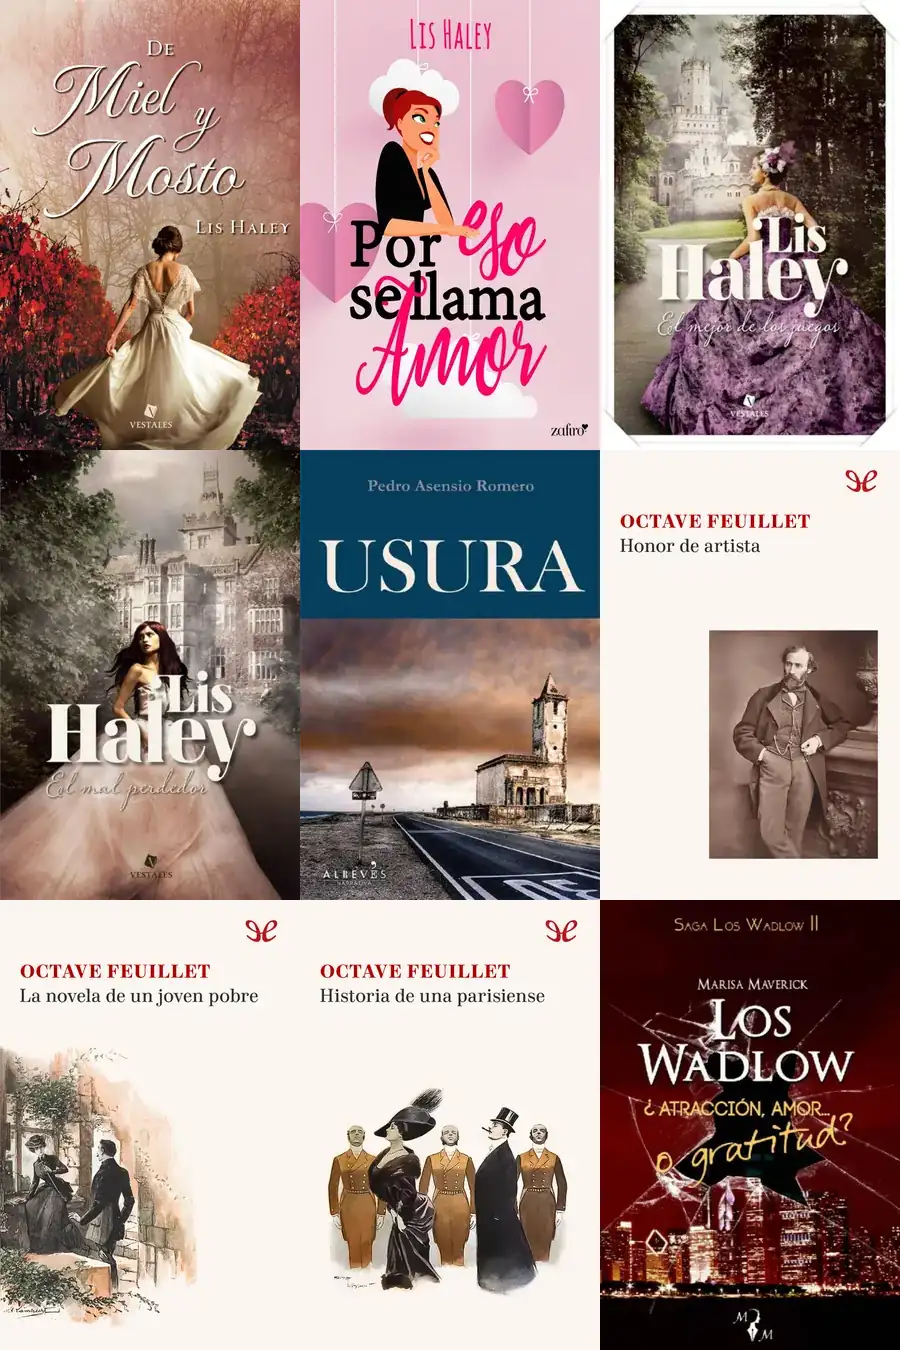 De
Miel y
Mosto
Lis Haley
VESTALES
Lis Haley
Por eso
se llama
Amor
zafiro
Lis
Haley
El mejor de los juegos
VESTALES
Lis
Haley
El mal perdedor
VESTALES
Pedro Asensio Romero
USURA
ALREVÉS
NARRATIVA
OCTAVE FEUILLET
Honor de artista
OCTAVE FEUILLET
La novela de un joven pobre
OCTAVE FEUILLET
Historia de una parisiense
Saga Los Wadlow II
Marisa Maverick
Los
Wadlow
¿Atracción, amor...
o gratitud?
M M